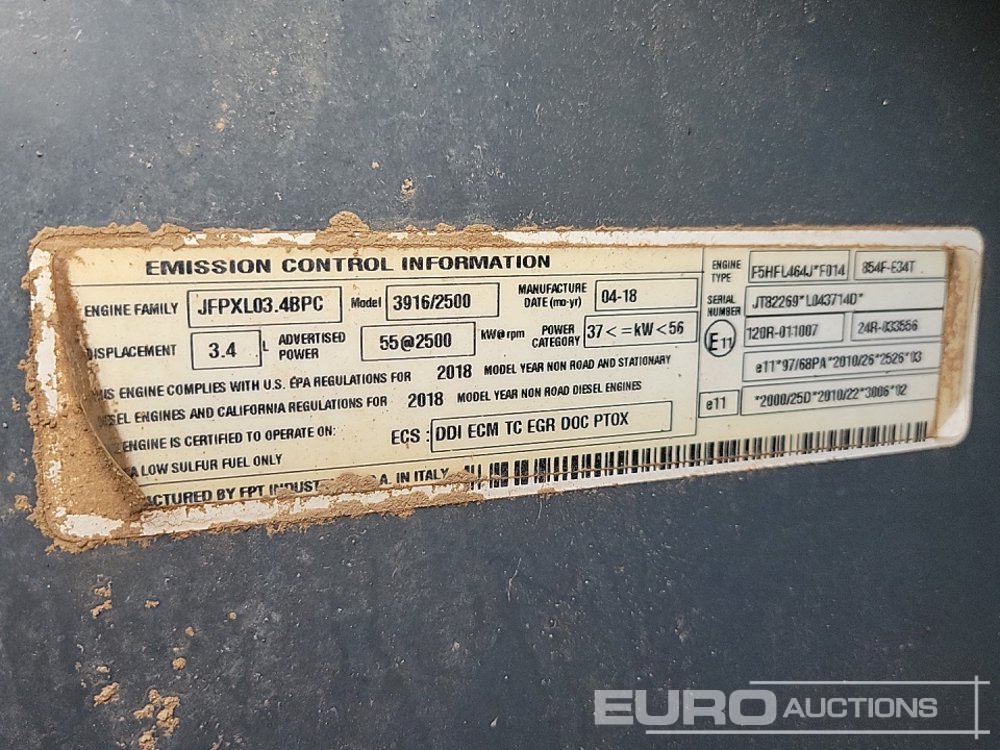 EMISSION CONTROL INFORMATION
ENGINE FAMILY JFPXL03.4BPC Model 3916/2500 MANUFACTURE DATE (mo-yr) 04-18
DISPLACEMENT 3.4 L ADVERTISED POWER 55@2500 kW@rpm POWER CATEGORY 37<=kW<56
THIS ENGINE COMPLIES WITH U.S. EPA REGULATIONS FOR 2018 MODEL YEAR NON ROAD AND STATIONARY
DIESEL ENGINES AND CALIFORNIA REGULATIONS FOR 2018 MODEL YEAR NON ROAD DIESEL ENGINES
ENGINE IS CERTIFIED TO OPERATE ON: ECS: DDI ECM TC EGR DOC PTOX
LOW SULFUR FUEL ONLY
BY FPT IN ITALY
ENGINE TYPE F5HFL464J*F014 854F-E34T
SERIAL NUMBER JT82269*L043714D*
E11 120R-011007 24R-033556
e11*97/68PA*2010/26*2526*03
e11 *2000/25D*2010/22*3006*02
EURO AUCTIONS